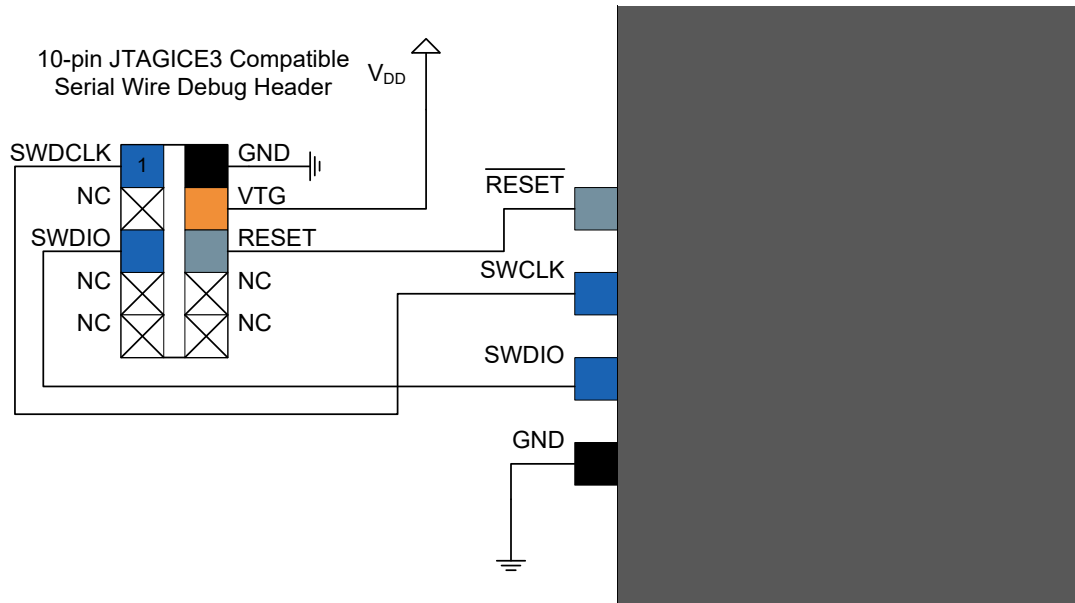 10-pin JTAGICE3 Compatible
Serial Wire Debug Header
VDD
SWDCLK
1
GND
NC
VTG
SWDIO
RESET
NC
NC
NC
NC
RESET
SWCLK
SWDIO
GND